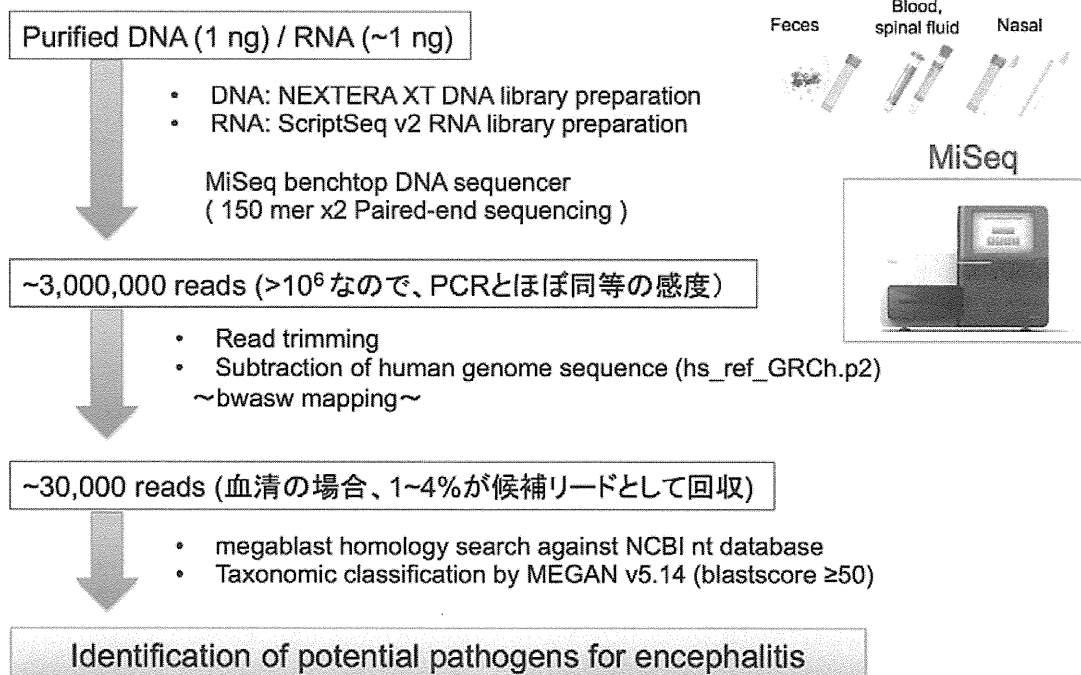 Purified DNA (1 ng) / RNA (~1 ng)
• DNA: NEXTERA XT DNA library preparation
• RNA: ScriptSeq v2 RNA library preparation
MiSeq benchtop DNA sequencer
( 150 mer x2 Paired-end sequencing )
Feces
Blood,
spinal fluid
Nasal
MiSeq
~3,000,000 reads (>10⁶ なので、PCRとほぼ同等の感度）
• Read trimming
• Subtraction of human genome sequence (hs_ref_GRCh.p2)
～bwasw mapping～
~30,000 reads (血清の場合、1~4%が候補リードとして回収)
• megablast homology search against NCBI nt database
• Taxonomic classification by MEGAN v5.14 (blastscore ≥50)
Identification of potential pathogens for encephalitis